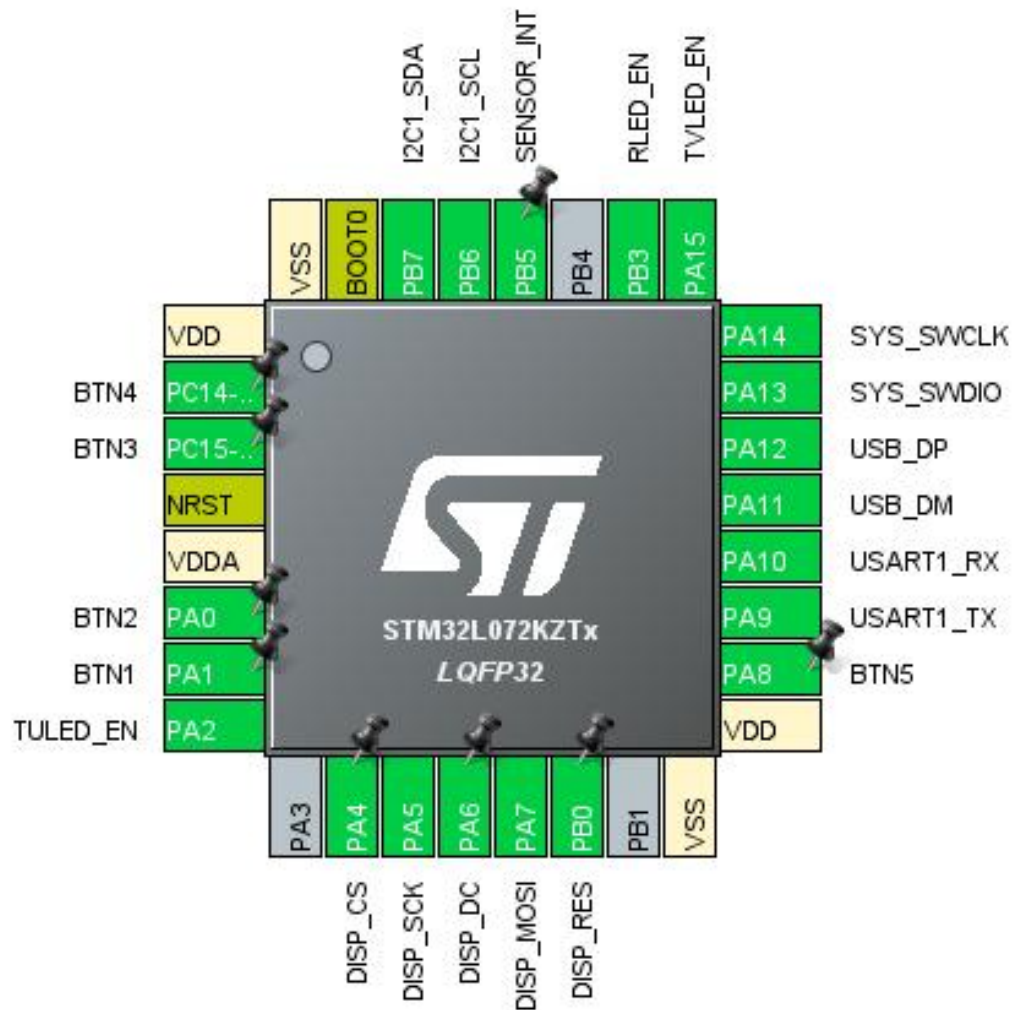 I2C1_SDA
I2C1_SCL
SENSOR_INT
RLED_EN
TVLED_EN
VSS
BOOT0
PB7
PB6
PB5
PB4
PB3
PA15
VDD
BTN4 PC14-..
BTN3 PC15-..
NRST
VDDA
BTN2 PA0
BTN1 PA1
TULED_EN PA2
ST
STM32L072KZTx
LQFP32
PA14 SYS_SWCLK
PA13 SYS_SWDIO
PA12 USB_DP
PA11 USB_DM
PA10 USART1_RX
PA9 USART1_TX
PA8 BTN5
VDD
PA3
PA4
PA5
PA6
PA7
PB0
PB1
VSS
DISP_CS
DISP_SCK
DISP_DC
DISP_MOSI
DISP_RES